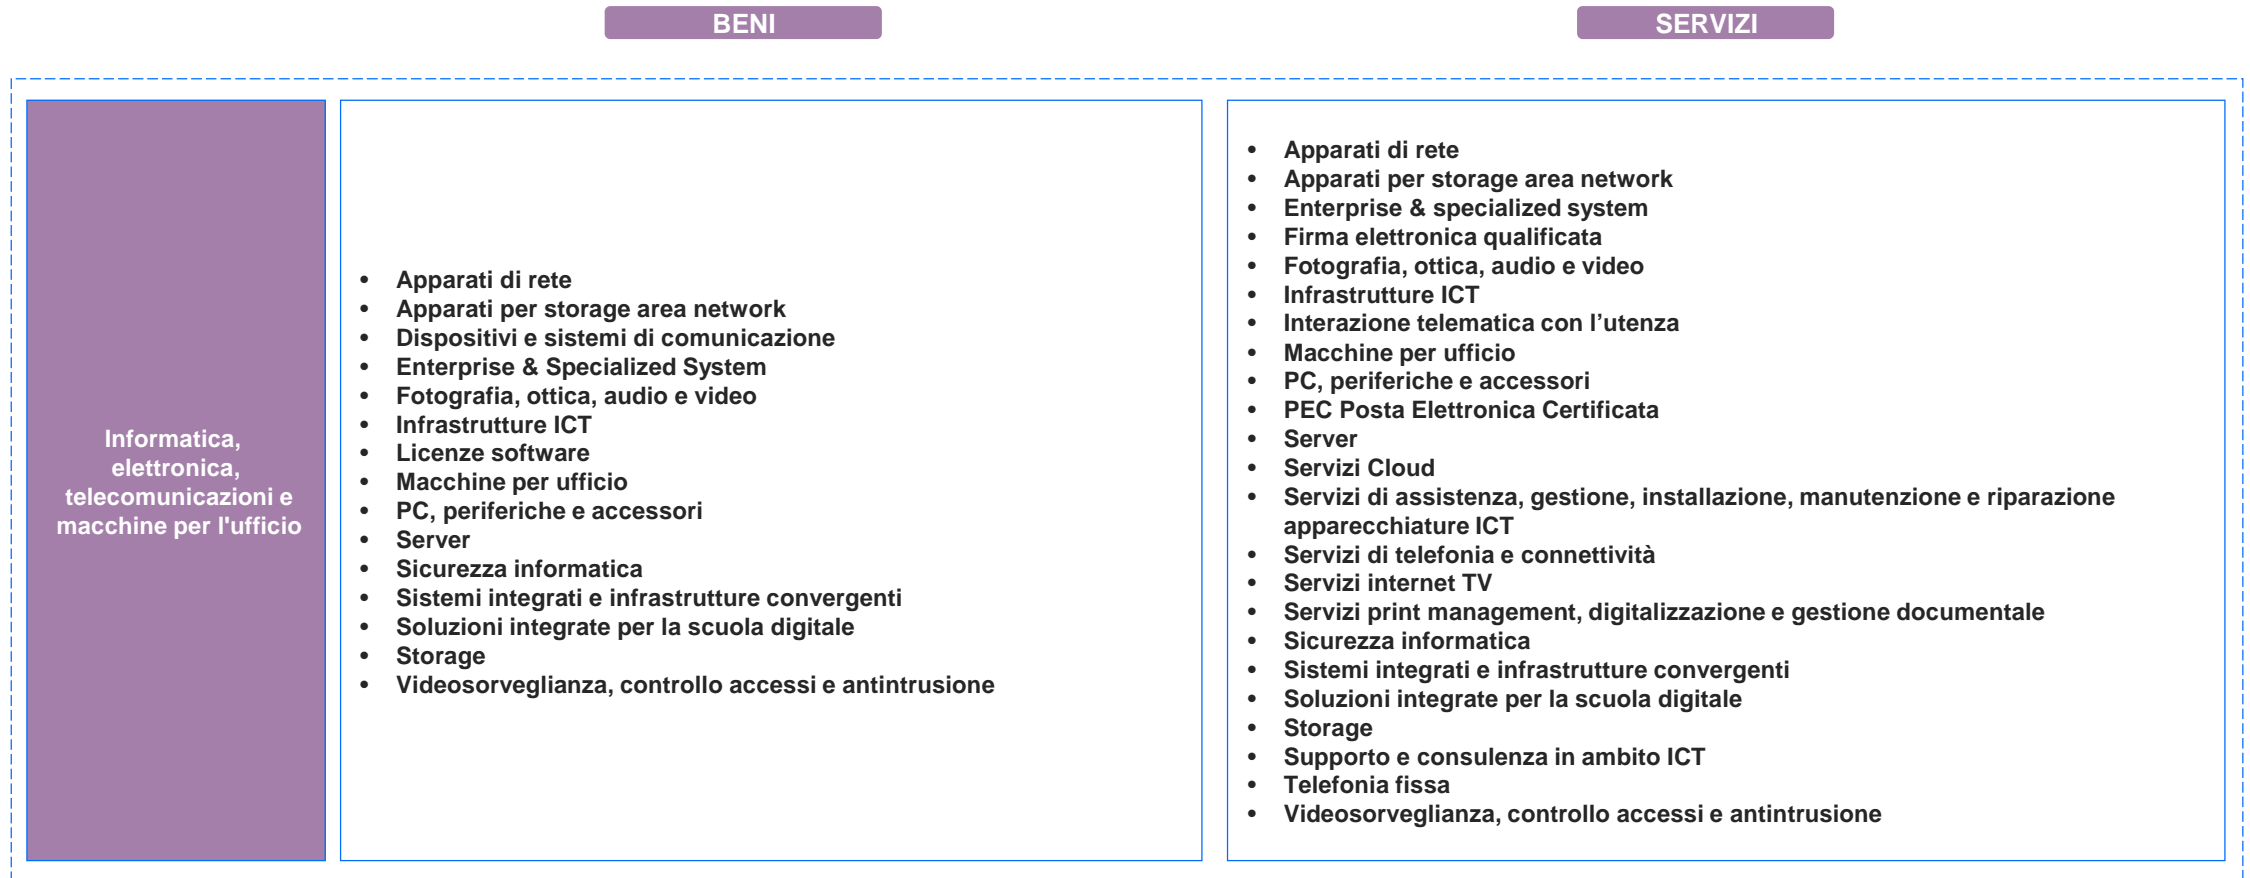 BENI
SERVIZI
Informatica,
elettronica,
telecomunicazioni e
macchine per l'ufficio
• Apparati di rete
• Apparati per storage area network
• Dispositivi e sistemi di comunicazione
• Enterprise & Specialized System
• Fotografia, ottica, audio e video
• Infrastrutture ICT
• Licenze software
• Macchine per ufficio
• PC, periferiche e accessori
• Server
• Sicurezza informatica
• Sistemi integrati e infrastrutture convergenti
• Soluzioni integrate per la scuola digitale
• Storage
• Videosorveglianza, controllo accessi e antintrusione
• Apparati di rete
• Apparati per storage area network
• Enterprise & specialized system
• Firma elettronica qualificata
• Fotografia, ottica, audio e video
• Infrastrutture ICT
• Interazione telematica con l’utenza
• Macchine per ufficio
• PC, periferiche e accessori
• PEC Posta Elettronica Certificata
• Server
• Servizi Cloud
• Servizi di assistenza, gestione, installazione, manutenzione e riparazione
apparecchiature ICT
• Servizi di telefonia e connettività
• Servizi internet TV
• Servizi print management, digitalizzazione e gestione documentale
• Sicurezza informatica
• Sistemi integrati e infrastrutture convergenti
• Soluzioni integrate per la scuola digitale
• Storage
• Supporto e consulenza in ambito ICT
• Telefonia fissa
• Videosorveglianza, controllo accessi e antintrusione